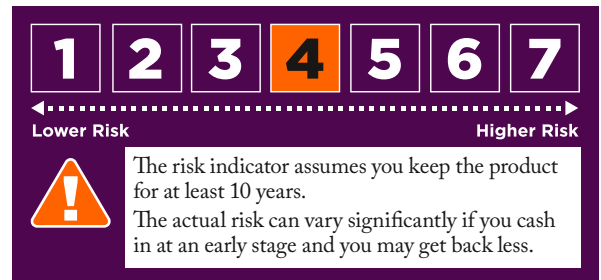 1 2 3 4 5 6 7
Lower Risk Higher Risk
The risk indicator assumes you keep the product
for at least 10 years.
The actual risk can vary significantly if you cash
in at an early stage and you may get back less.